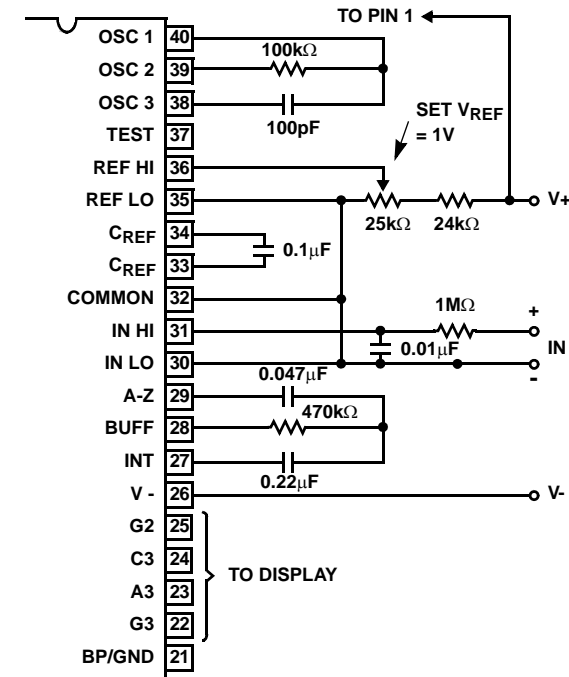 TO PIN 1
OSC 1 40
100kΩ
OSC 2 39
OSC 3 38
100pF
SET VREF
= 1V
TEST 37
REF HI 36
REF LO 35
V+
25kΩ 24kΩ
CREF 34
0.1µF
CREF 33
COMMON 32
1MΩ
+
IN HI 31
0.01µF
IN
IN LO 30
-
0.047µF
A-Z 29
470kΩ
BUFF 28
INT 27
0.22µF
V - 26
V-
G2 25
C3 24
TO DISPLAY
A3 23
G3 22
BP/GND 21